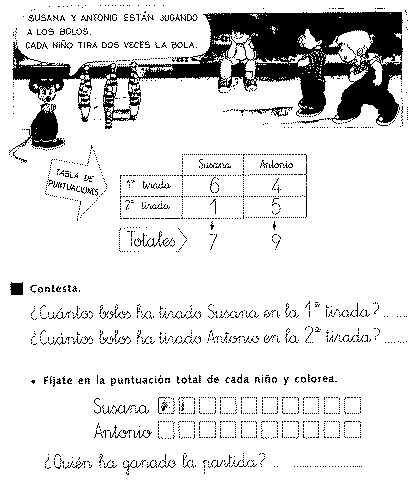 SUSANA Y ANTONIO ESTÁN JUGANDO
A LOS BOLOS.
CADA NIÑO TIRA DOS VECES LA BOLA.
TABLA DE
PUNTUACIONES
Susana Antonio
1ª tirada 6 4
2ª tirada 1 5
Totales 7 9
Contesta.
¿Cuántos bolos ha tirado Susana en la 1ª tirada? ......
¿Cuántos bolos ha tirado Antonio en la 2ª tirada? ......
• Fíjate en la puntuación total de cada niño y colorea.
Susana
Antonio
¿Quién ha ganado la partida? ......